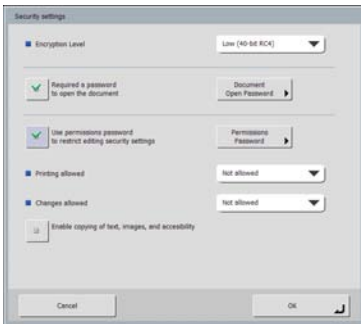 Security settings
Encryption Level
Low (40-bit RC4)
Required a password
to open the document
Document
Open Password
Use permissions password
to restrict editing security settings
Permissions
Password
Printing allowed
Not allowed
Changes allowed
Not allowed
Enable copying of text, images, and accesibility
Cancel
OK